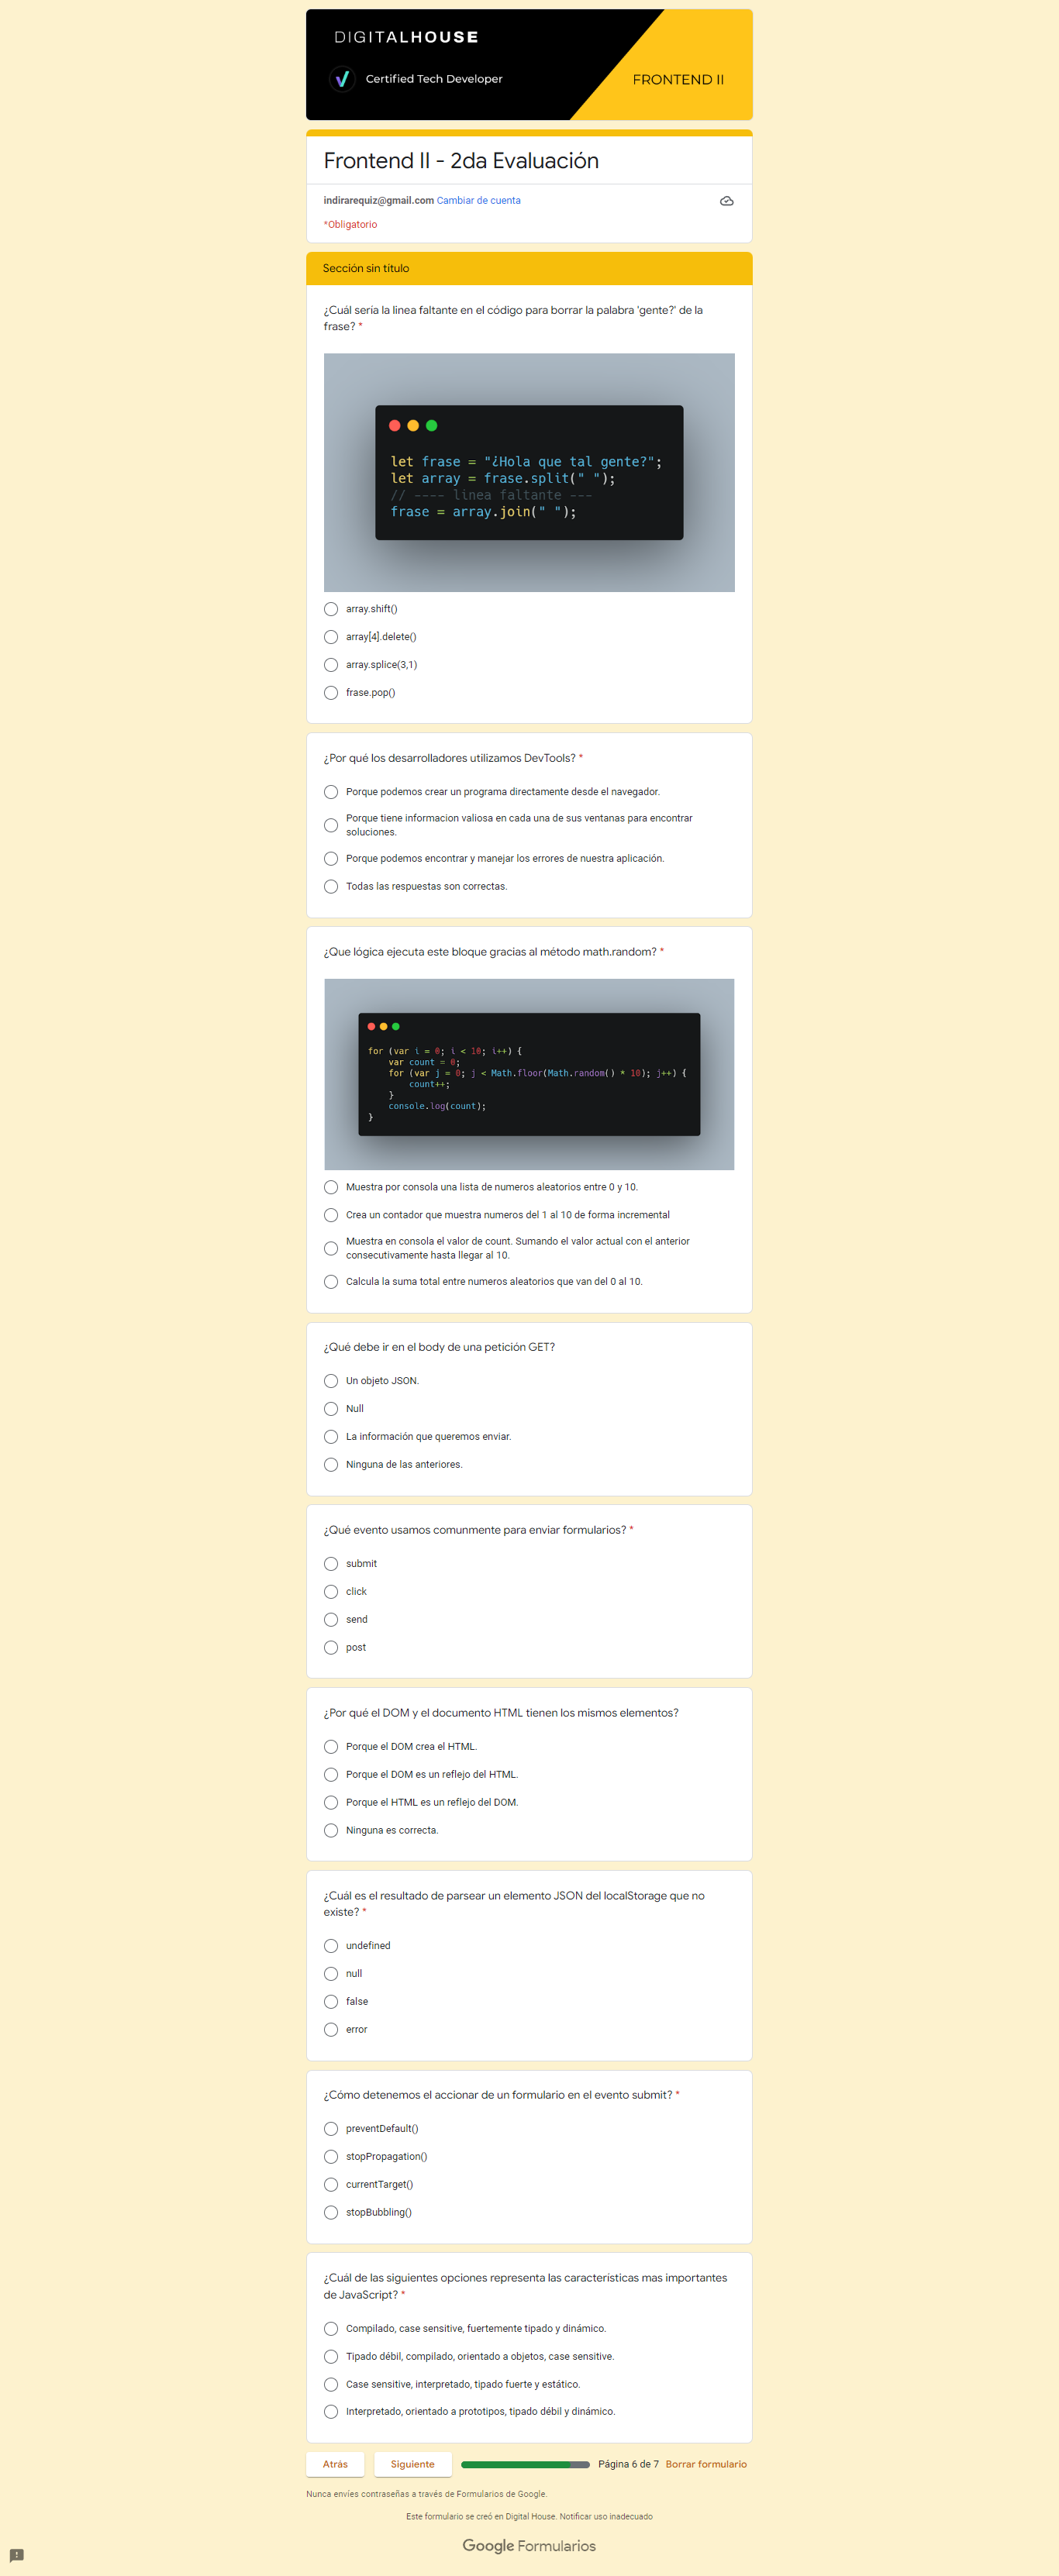 DIGITALHOUSE
Certified Tech Developer
FRONTEND II
Frontend II - 2da Evaluación
indirarequiz@gmail.com Cambiar de cuenta
*Obligatorio
Sección sin título
¿Cuál sería la linea faltante en el código para borrar la palabra 'gente?' de la
frase? *
let frase = "¿Hola que tal gente?";
let array = frase.split(" ");
// ---- linea faltante ---
frase = array.join(" ");
array.shift()
array[4].delete()
array.splice(3,1)
frase.pop()
¿Por qué los desarrolladores utilizamos DevTools? *
Porque podemos crear un programa directamente desde el navegador.
Porque tiene informacion valiosa en cada una de sus ventanas para encontrar
soluciones.
Porque podemos encontrar y manejar los errores de nuestra aplicación.
Todas las respuestas son correctas.
¿Que lógica ejecuta este bloque gracias al método math.random? *
for (var i = 0; i < 10; i++) {
var count = 0;
for (var j = 0; j < Math.floor(Math.random() * 10); j++) {
count++;
}
console.log(count);
}
Muestra por consola una lista de numeros aleatorios entre 0 y 10.
Crea un contador que muestra numeros del 1 al 10 de forma incremental
Muestra en consola el valor de count. Sumando el valor actual con el anterior
consecutivamente hasta llegar al 10.
Calcula la suma total entre numeros aleatorios que van del 0 al 10.
¿Qué debe ir en el body de una petición GET?
Un objeto JSON.
Null
La información que queremos enviar.
Ninguna de las anteriores.
¿Qué evento usamos comunmente para enviar formularios? *
submit
click
send
post
¿Por qué el DOM y el documento HTML tienen los mismos elementos?
Porque el DOM crea el HTML.
Porque el DOM es un reflejo del HTML.
Porque el HTML es un reflejo del DOM.
Ninguna es correcta.
¿Cuál es el resultado de parsear un elemento JSON del localStorage que no
existe? *
undefined
null
false
error
¿Cómo detenemos el accionar de un formulario en el evento submit? *
preventDefault()
stopPropagation()
currentTarget()
stopBubbling()
¿Cuál de las siguientes opciones representa las características mas importantes
de JavaScript? *
Compilado, case sensitive, fuertemente tipado y dinámico.
Tipado débil, compilado, orientado a objetos, case sensitive.
Case sensitive, interpretado, tipado fuerte y estático.
Interpretado, orientado a prototipos, tipado débil y dinámico.
Atrás
Siguiente
Página 6 de 7
Borrar formulario
Nunca envíes contraseñas a través de Formularios de Google.
Este formulario se creó en Digital House. Notificar uso inadecuado
Google Formularios